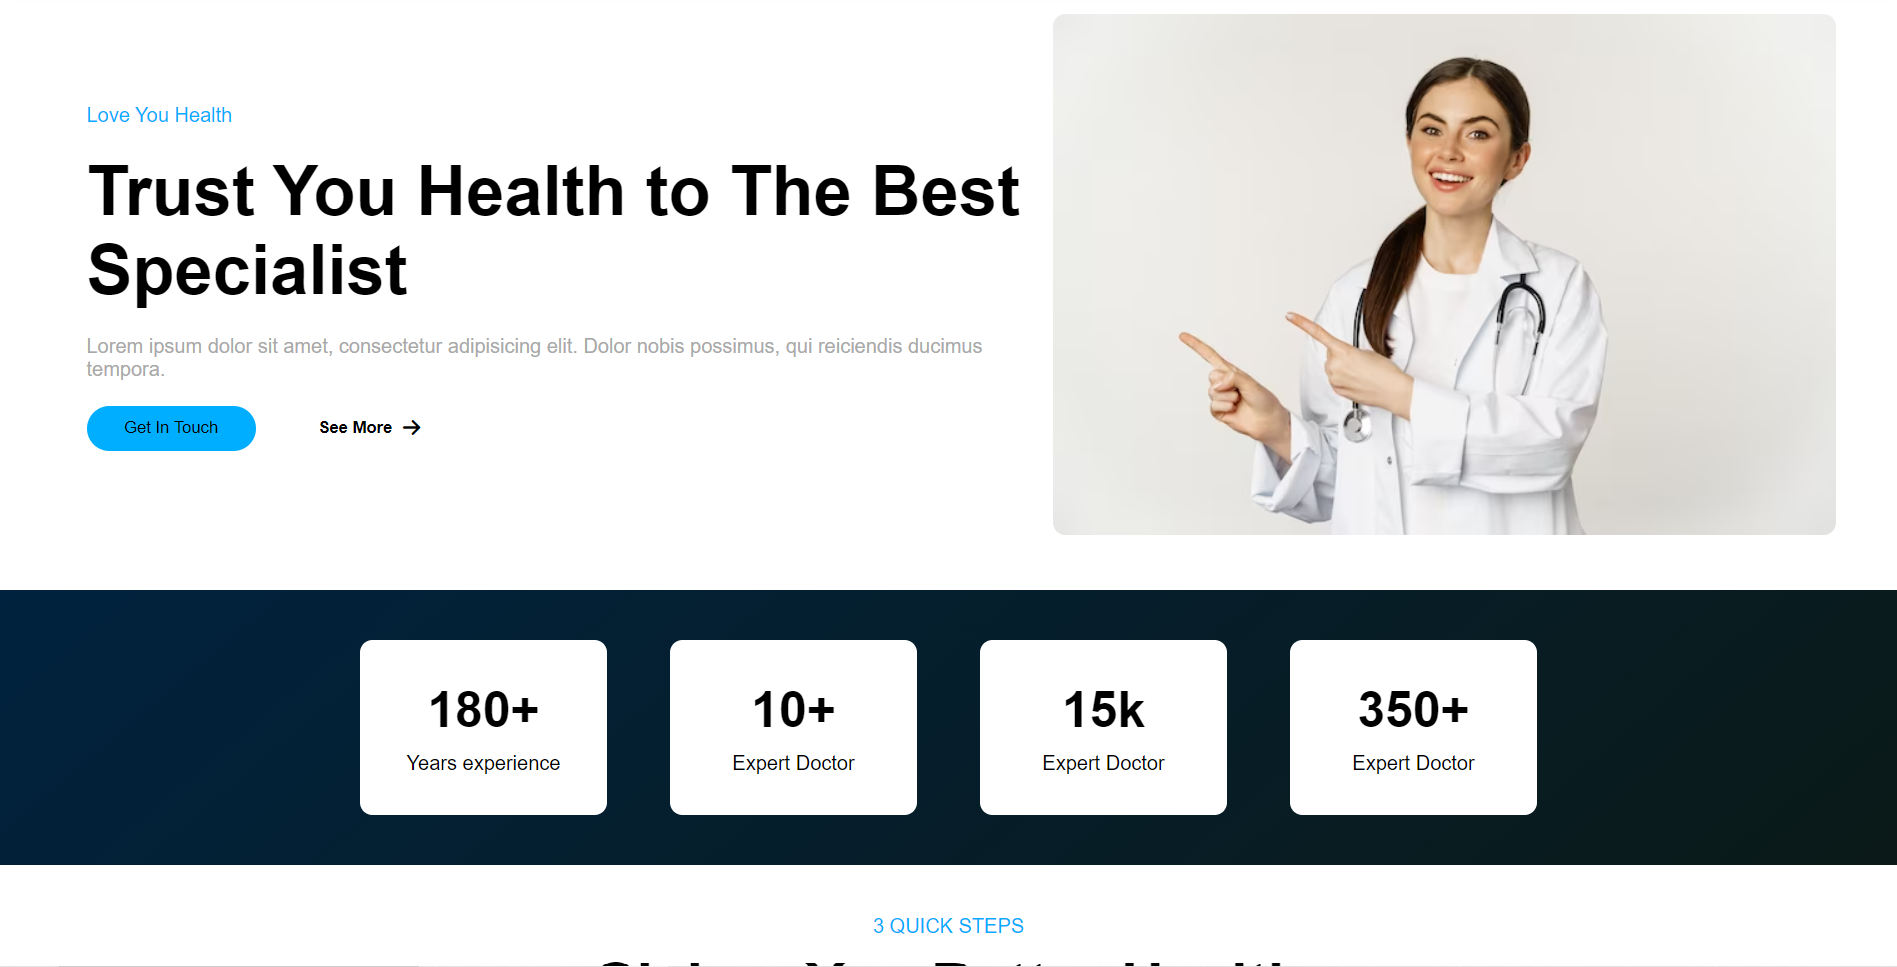 Love You Health
Trust You Health to The Best
Specialist
Lorem ipsum dolor sit amet, consectetur adipisicing elit. Dolor nobis possimus, qui reiciendis ducimus
tempora.
Get In Touch
See More
180+
Years experience
10+
Expert Doctor
15k
Expert Doctor
350+
Expert Doctor
3 QUICK STEPS